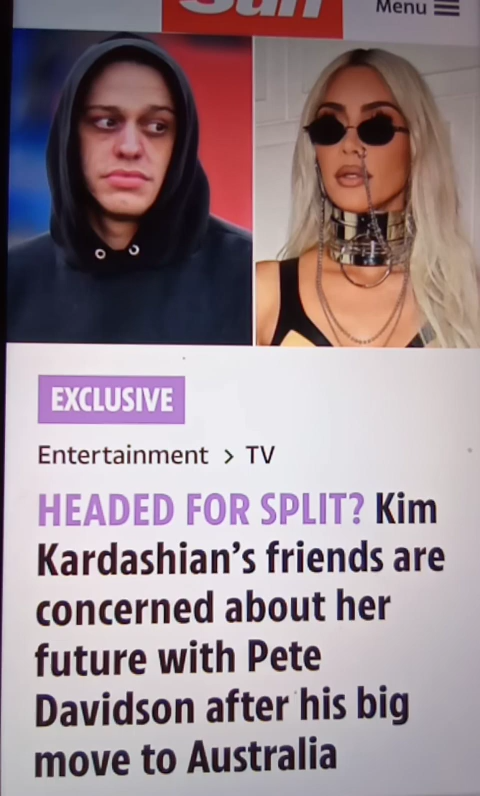 Sun
Menu
EXCLUSIVE
Entertainment > TV
HEADED FOR SPLIT? Kim
Kardashian’s friends are
concerned about her
future with Pete
Davidson after his big
move to Australia